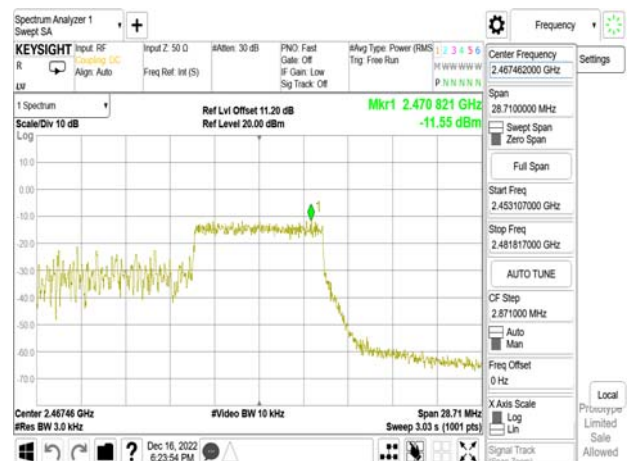 Spectrum Analyzer 1
Swept SA
+
Frequency
KEYSIGHT
R
LV
Input: RF
Coupling: DC
Align: Auto
Input Z: 50 Ω
Freq Ref: Int (S)
#Atten: 30 dB
PNO: Fast
Gate: Off
IF Gain: Low
Sig Track: Off
#Avg Type: Power (RMS
Trig: Free Run
1 2 3 4 5 6
M W W W W W
P N N N N N
1 Spectrum
Scale/Div 10 dB
Log
Ref Lvl Offset 11.20 dB
Ref Level 20.00 dBm
Mkr1 2.470 821 GHz
-11.55 dBm
10.0
0.00
-10.0
-20.0
-30.0
-40.0
-50.0
-60.0
-70.0
1
Center 2.46746 GHz
#Res BW 3.0 kHz
#Video BW 10 kHz
Span 28.71 MHz
Sweep 3.03 s (1001 pts)
Center Frequency
2.467462000 GHz
Settings
Span
28.7100000 MHz
Swept Span
Zero Span
Full Span
Start Freq
2.453107000 GHz
Stop Freq
2.481817000 GHz
AUTO TUNE
CF Step
2.871000 MHz
Auto
Man
Freq Offset
0 Hz
X Axis Scale
Log
Lin
Signal Track
Local
Prototype
Limited
Sale
Allowed
?
Dec 16, 2022
6:23:54 PM